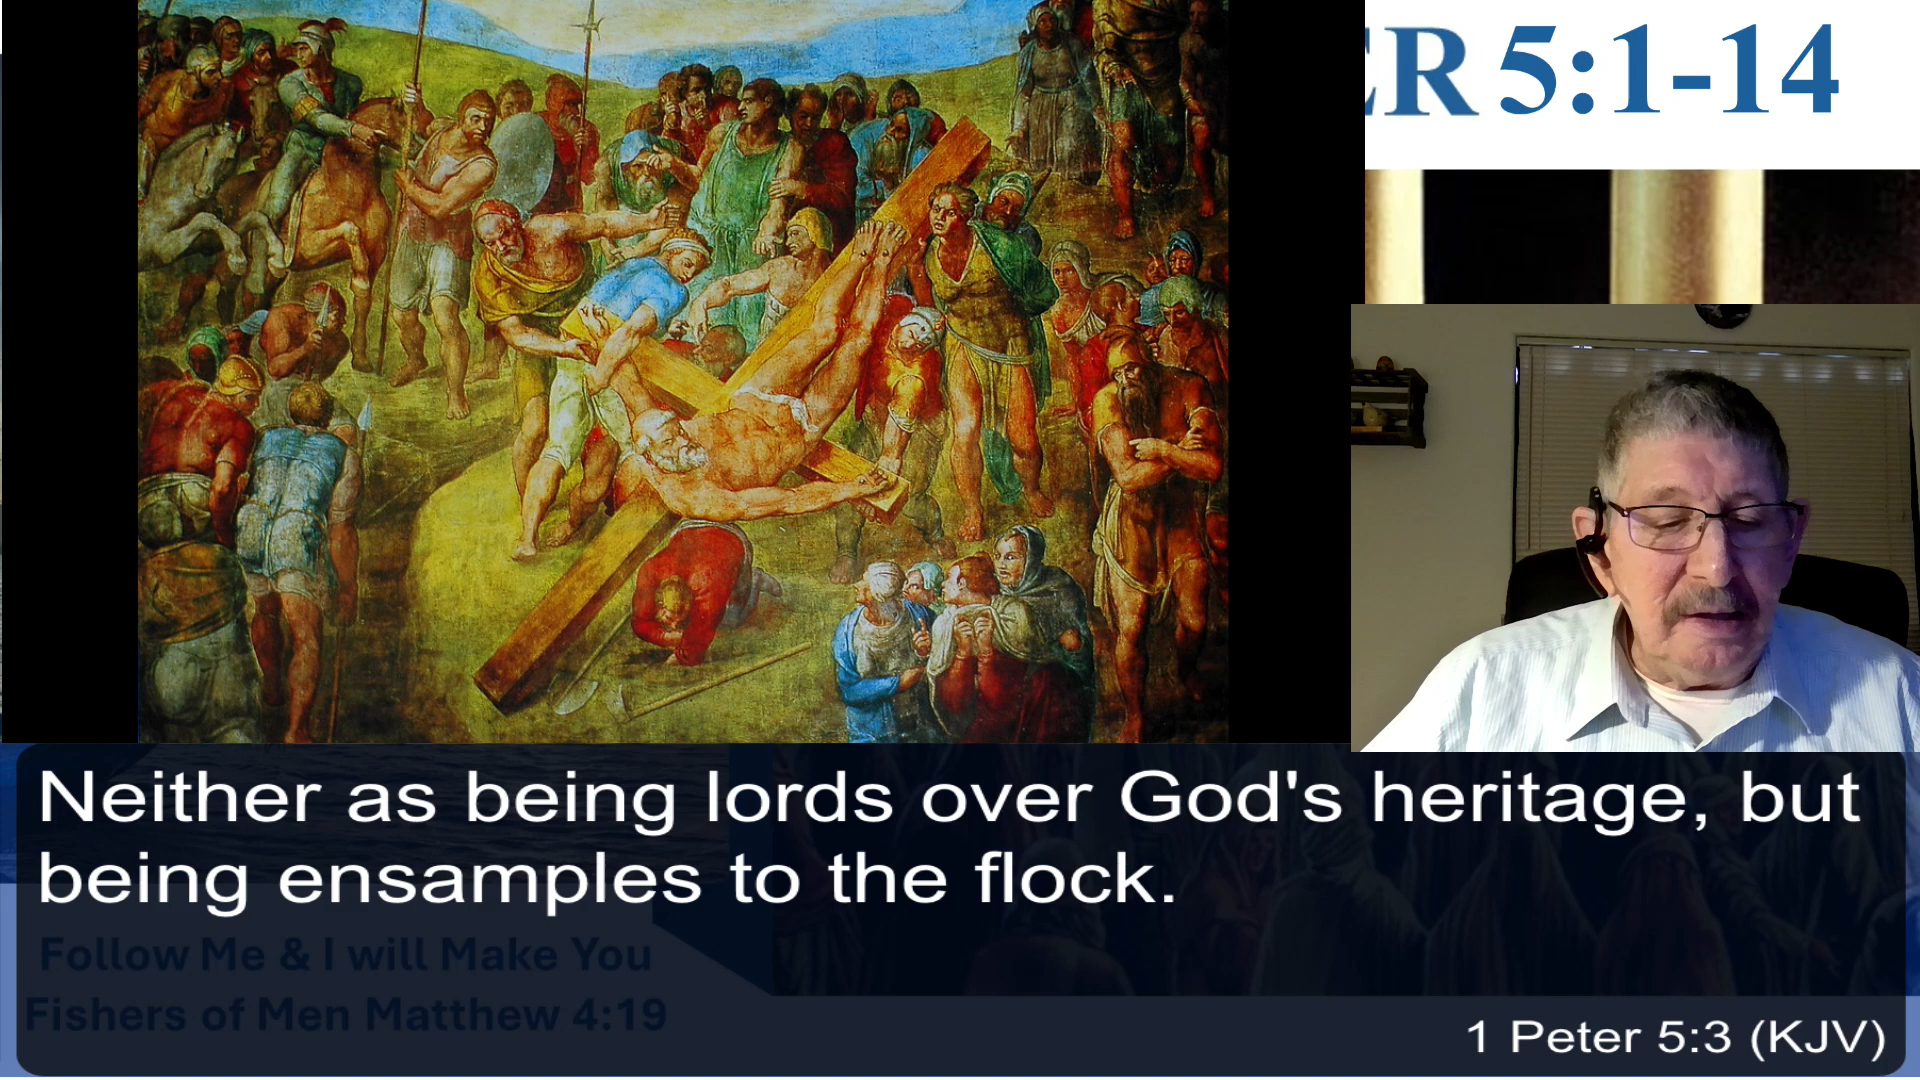 ER 5:1-14
Neither as being lords over God's heritage, but
being ensamples to the flock.
Follow Me & I will Make You
Fishers of Men Matthew 4:19
1 Peter 5:3 (KJV)